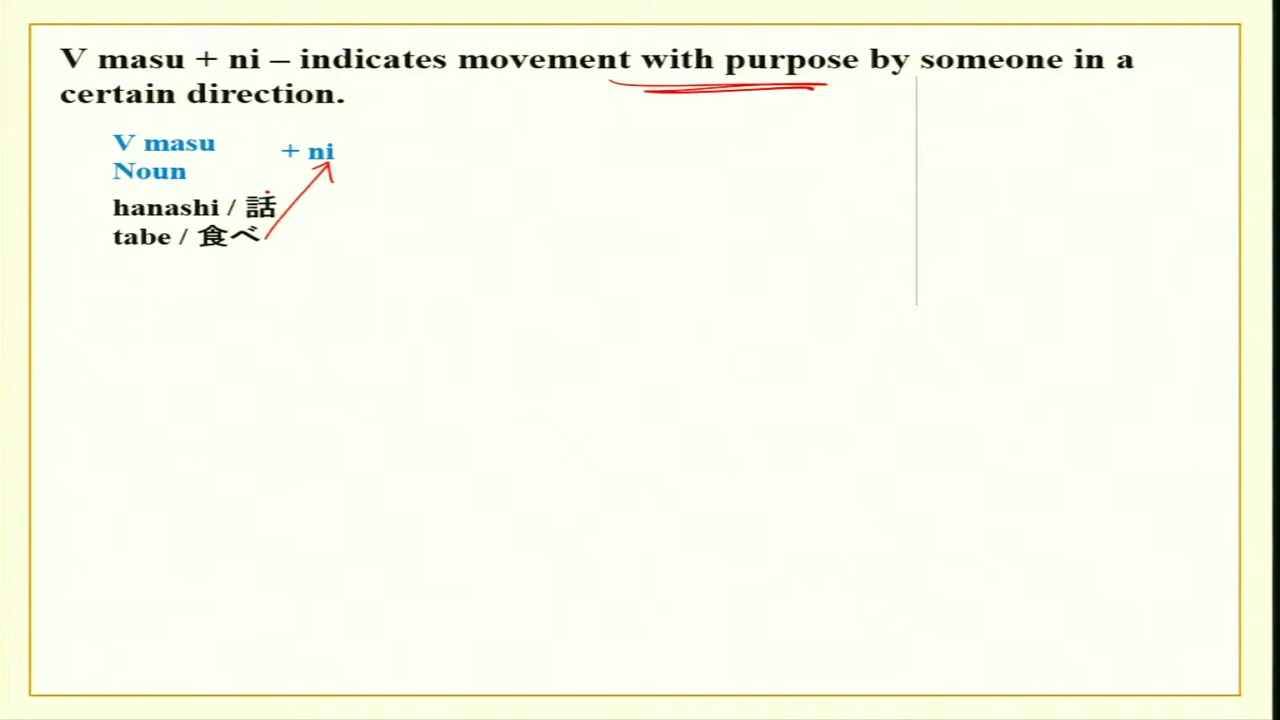 V masu + ni – indicates movement with purpose by someone in a
certain direction.
V masu
+ ni
Noun
hanashi / 話
tabe / 食べ